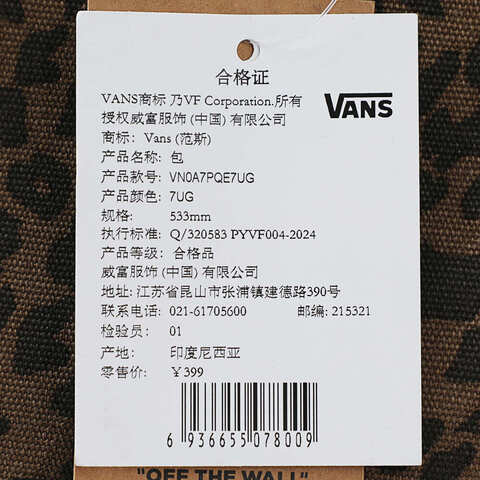 合格证
VANS商标 乃VF Corporation.所有
授权威富服饰(中国)有限公司
VANS
商标: Vans (范斯)
产品名称: 包
产品款号: VN0A7PQE7UG
产品颜色: 7UG
规格: 533mm
执行标准: Q/320583 PYVF004-2024
产品等级: 合格品
威富服饰(中国)有限公司
地址: 江苏省昆山市张浦镇建德路390号
联系电话: 021-61705600 邮编: 215321
检验员: 01
产地: 印度尼西亚
零售价: ￥399
6 936655 078009
"OFF THE WALL"